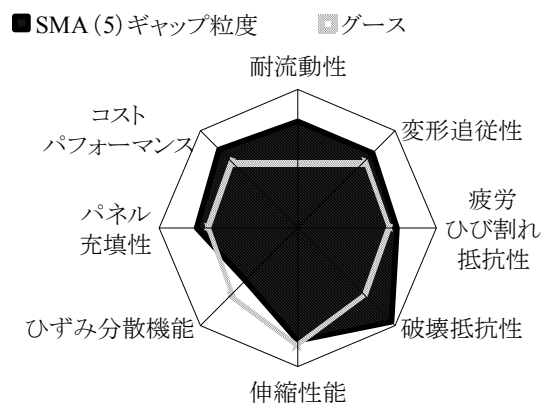 SMA（5）ギャップ粒度 グース
耐流動性
コスト
パフォーマンス
変形追従性
パネル
充填性
疲労
ひび割れ
抵抗性
ひずみ分散機能
破壊抵抗性
伸縮性能